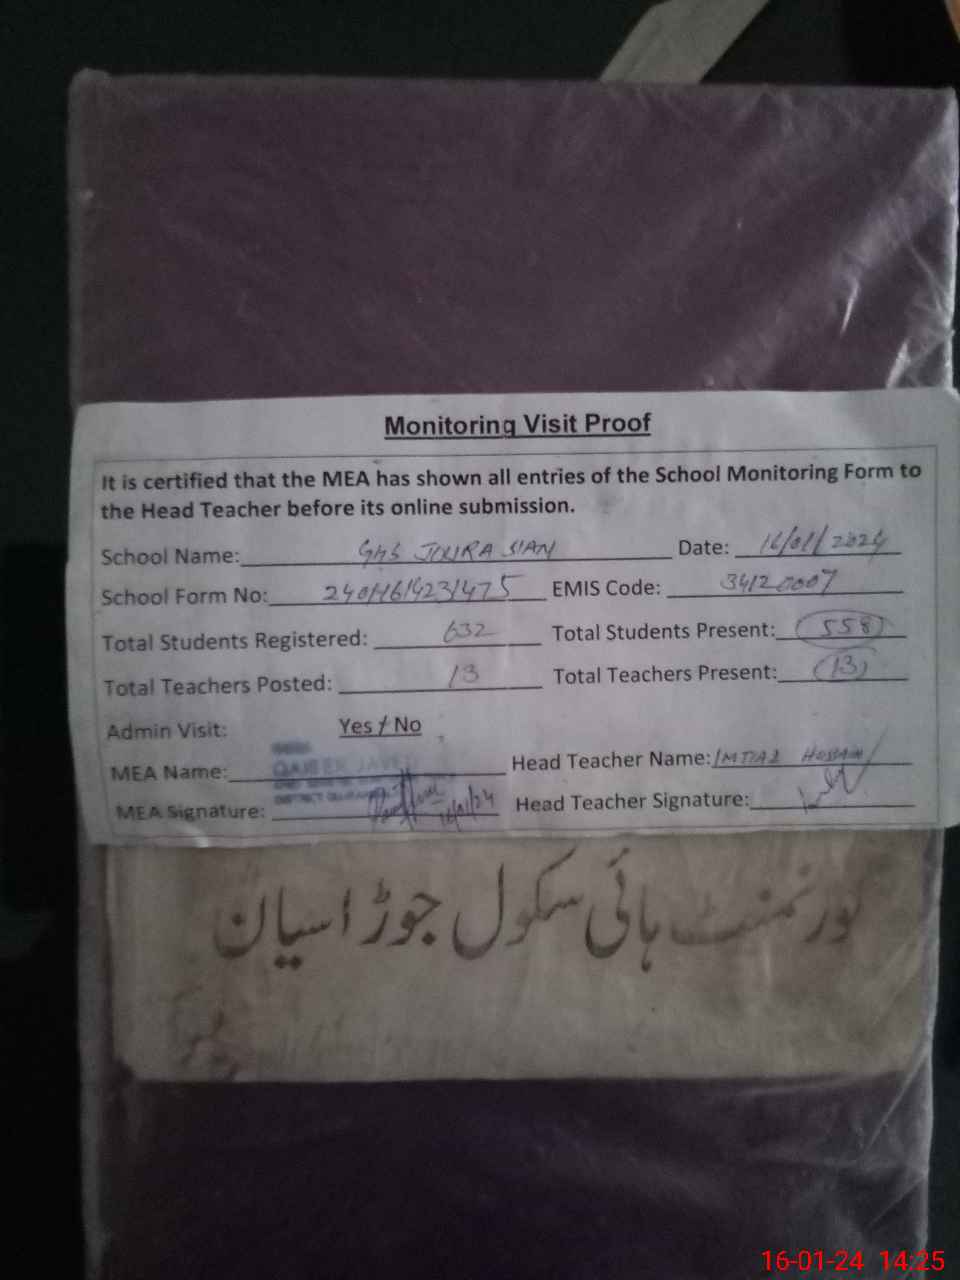 Monitoring Visit Proof
It is certified that the MEA has shown all entries of the School Monitoring Form to
the Head Teacher before its online submission.
School Name: GHS JOURA SIAN Date: 16/01/2024
School Form No: EMIS Code: 34120007
Total Students Registered: 632 Total Students Present: 558
Total Teachers Posted: 13 Total Teachers Present: 13
Admin Visit: Yes / No
MEA Name: Head Teacher Name: IMTIAZ HUSSAIN
MEA Signature: 16/01/24 Head Teacher Signature:
گورنمنٹ ہائی سکول جوڑا سیان
16-01-24 14:25